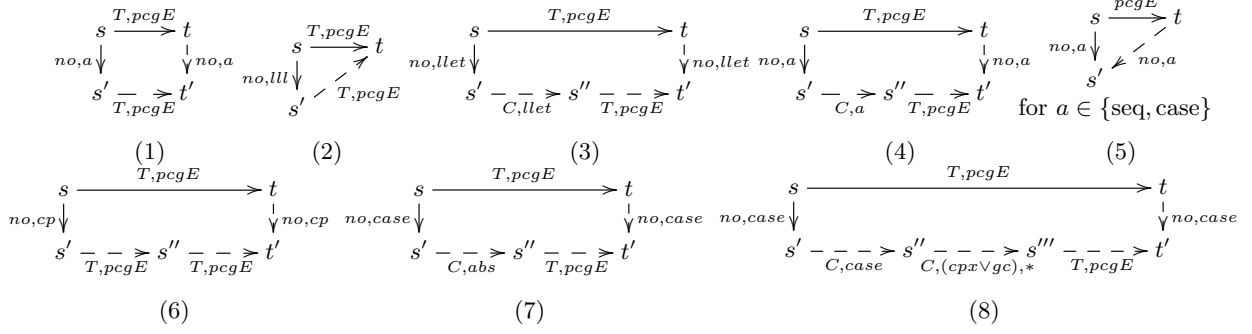 s T,pcgE t
no,a no,a
s′ T,pcgE t′
(1)
s T,pcgE t
no,lll T,pcgE
s′
(2)
s T,pcgE t
no,llet no,llet
s′ C,llet s′′ T,pcgE t′
(3)
s T,pcgE t
no,a no,a
s′ C,a s′′ T,pcgE t′
(4)
s pcgE t
no,a no,a
s′
for a ∈ {seq, case}
(5)
s T,pcgE t
no,cp no,cp
s′ T,pcgE s′′ T,pcgE t′
(6)
s T,pcgE t
no,case no,case
s′ C,abs s′′ T,pcgE t′
(7)
s T,pcgE t
no,case no,case
s′ C,case s′′ C,(cpx∨gc),∗ s′′′ T,pcgE t′
(8)